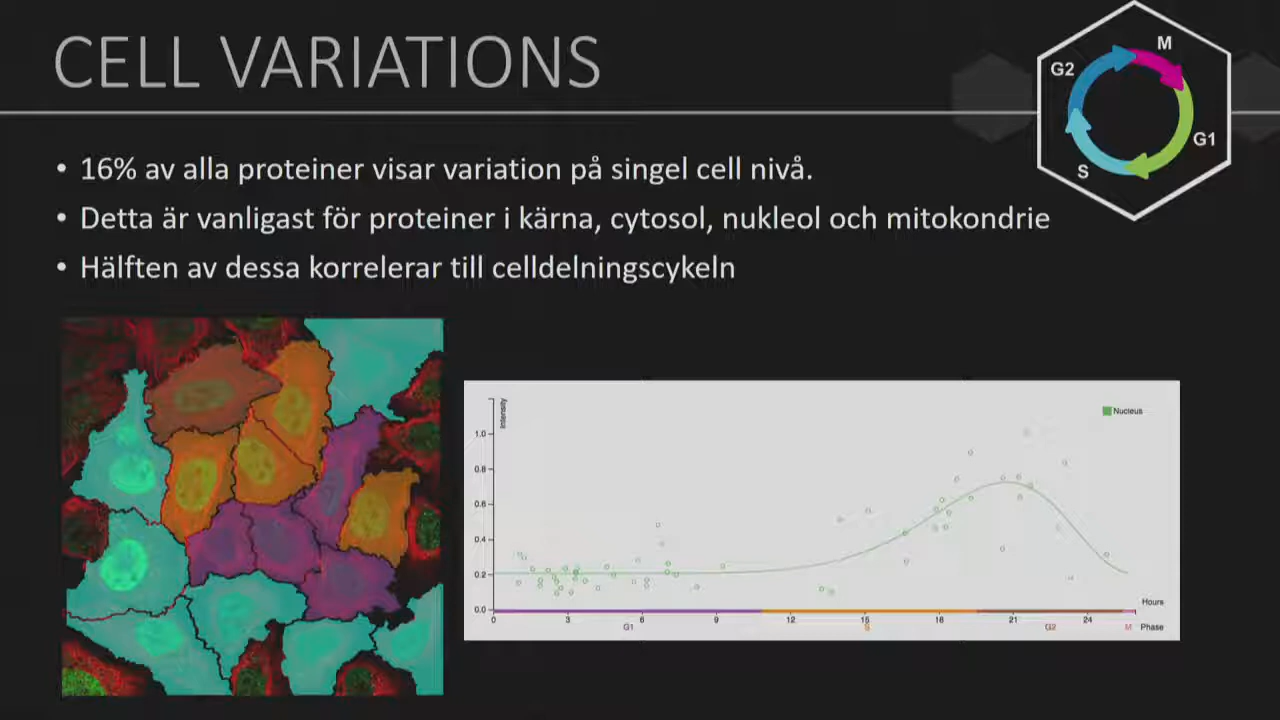 CELL VARIATIONS
M
G2
G1
S
• 16% av alla proteiner visar variation på singel cell nivå.
• Detta är vanligast för proteiner i kärna, cytosol, nukleol och mitokondrie
• Hälften av dessa korrelerar till celldelningscykeln
Intensity
Nucleus
1.0
0.8
0.6
0.4
0.2
0.0
Hours
0 3 6 9 12 15 18 21 24
G1 S G2 M Phase